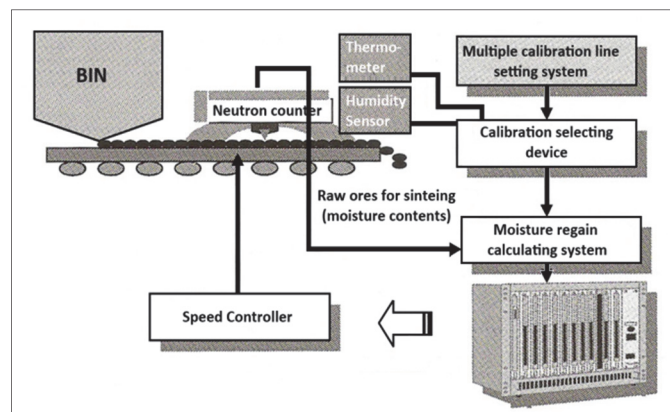 BIN
Neutron counter
Thermo-
meter
Humidity
Sensor
Multiple calibration line
setting system
Calibration selecting
device
Raw ores for sinteing
(moisture contents)
Moisture regain
calculating system
Speed Controller